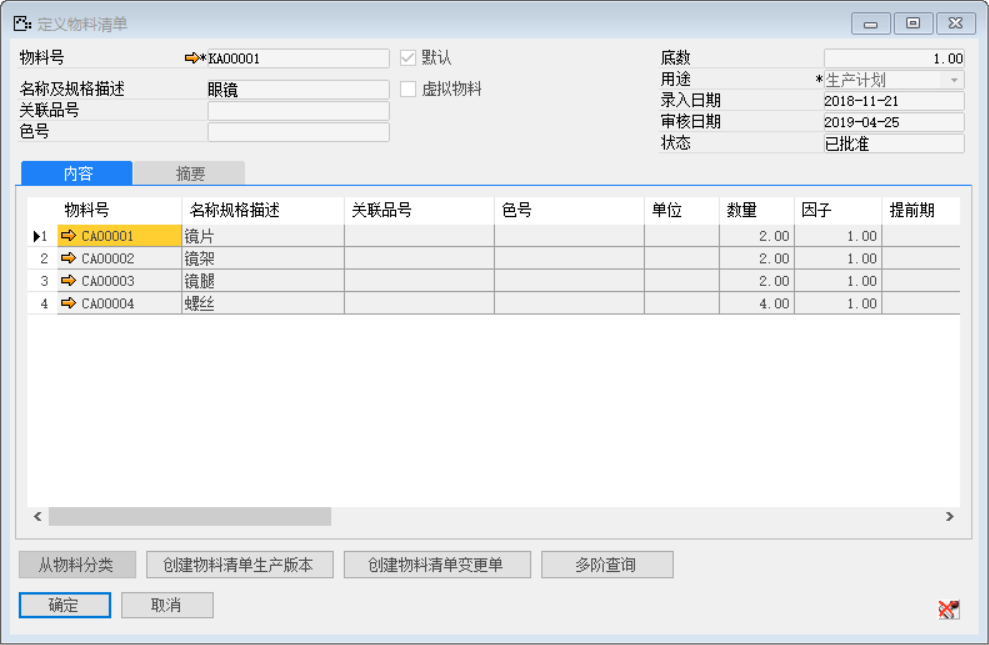 定义物料清单
物料号 *KA00001 默认 底数 1.00
用途 *生产计划
名称及规格描述 眼镜 虚拟物料
录入日期 2018-11-21
关联品号
审核日期 2019-04-25
色号
状态 已批准
内容 摘要
物料号 名称规格描述 关联品号 色号 单位 数量 因子 提前期
1 CA00001 镜片 2.00 1.00
2 CA00002 镜架 2.00 1.00
3 CA00003 镜腿 2.00 1.00
4 CA00004 螺丝 4.00 1.00
从物料分类 创建物料清单生产版本 创建物料清单变更单 多阶查询
确定 取消